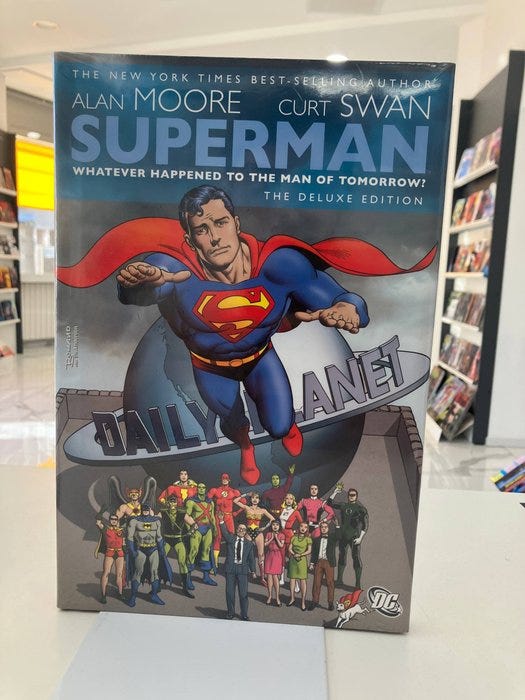 THE NEW YORK TIMES BEST-SELLING AUTHOR
ALAN MOORE CURT SWAN
SUPERMAN
WHATEVER HAPPENED TO THE MAN OF TOMORROW?
THE DELUXE EDITION
S
BOLLAND
DAILY PLANET
DC